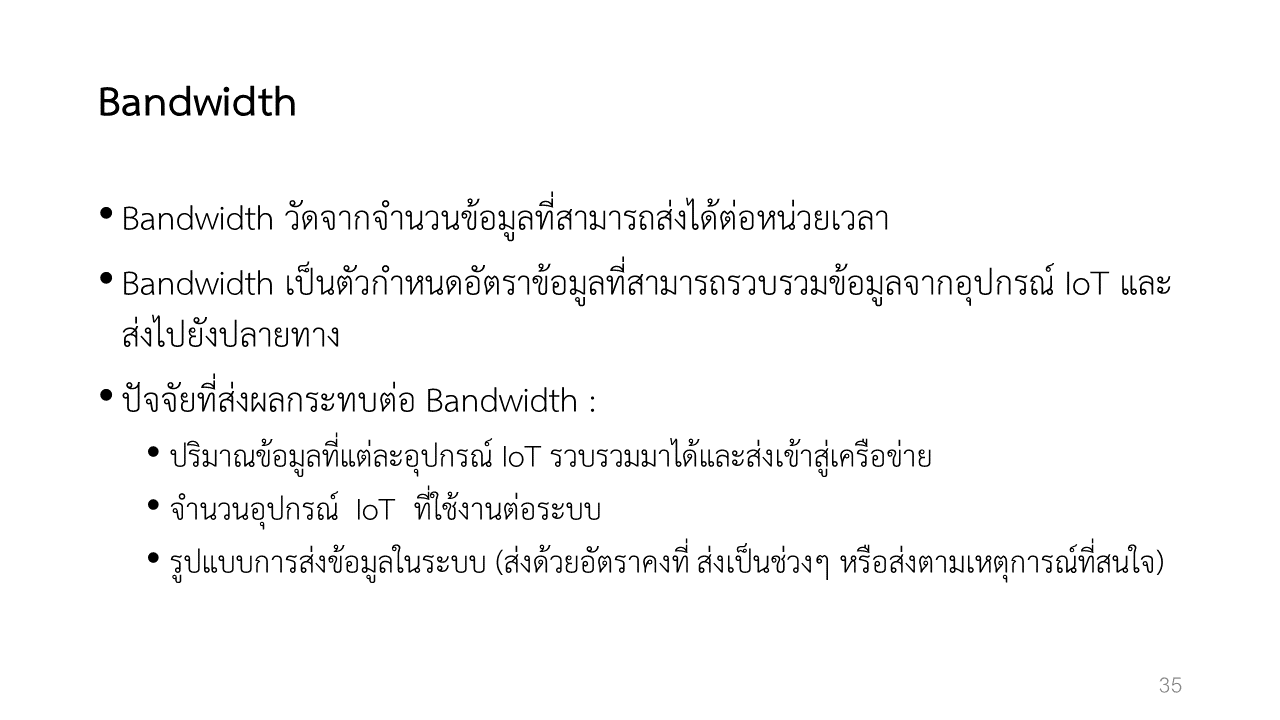 Bandwidth
• Bandwidth วัดจากจำนวนข้อมูลที่สามารถส่งได้ต่อหน่วยเวลา
• Bandwidth เป็นตัวกำหนดอัตราข้อมูลที่สามารถรวบรวมข้อมูลจากอุปกรณ์ IoT และ
ส่งไปยังปลายทาง
• ปัจจัยที่ส่งผลกระทบต่อ Bandwidth :
• ปริมาณข้อมูลที่แต่ละอุปกรณ์ IoT รวบรวมมาได้และส่งเข้าสู่เครือข่าย
• จำนวนอุปกรณ์ IoT ที่ใช้งานต่อระบบ
• รูปแบบการส่งข้อมูลในระบบ (ส่งด้วยอัตราคงที่ ส่งเป็นช่วงๆ หรือส่งตามเหตุการณ์ที่สนใจ)
35